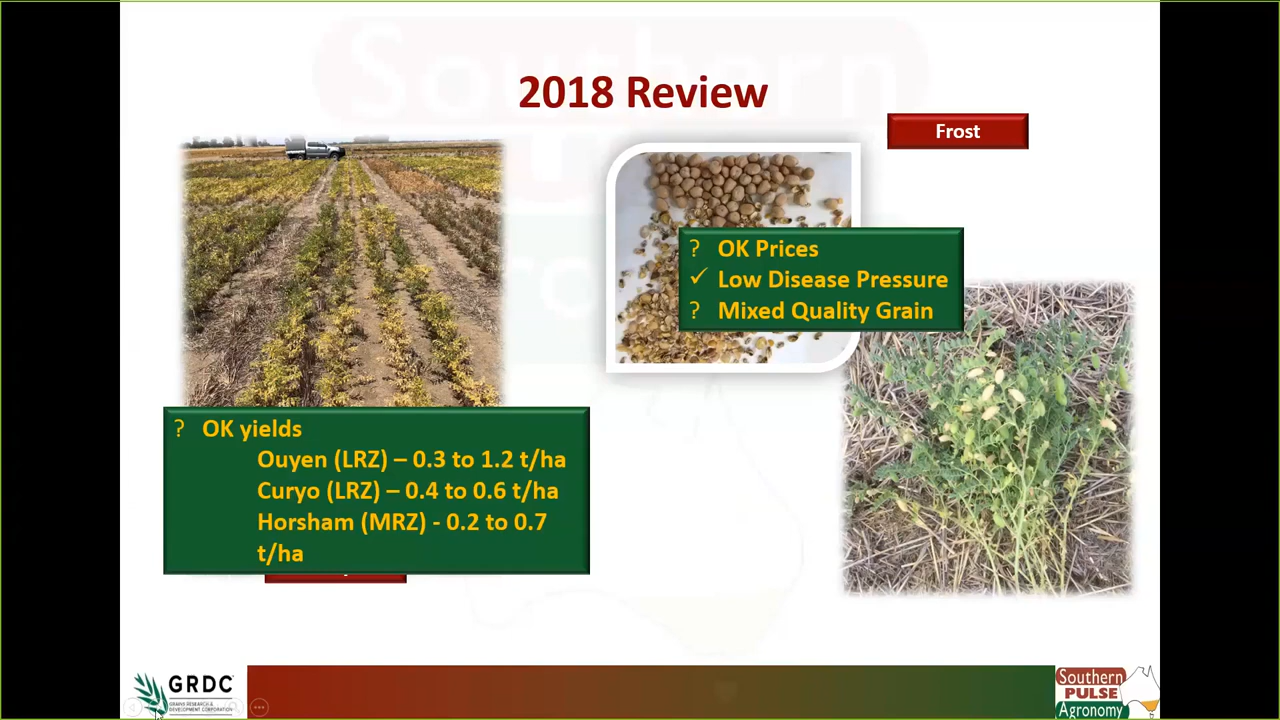 2018 Review
Frost
? OK Prices
✓ Low Disease Pressure
? Mixed Quality Grain
? OK yields
Ouyen (LRZ) – 0.3 to 1.2 t/ha
Curyo (LRZ) – 0.4 to 0.6 t/ha
Horsham (MRZ) - 0.2 to 0.7
t/ha
GRDC
GRAINS RESEARCH &
DEVELOPMENT CORPORATION
Southern
PULSE
Agronomy